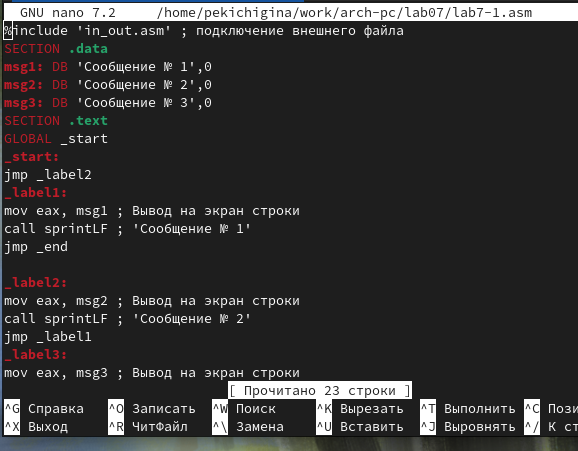 GNU nano 7.2 /home/pekichigina/work/arch-pc/lab07/lab7-1.asm
%include 'in_out.asm' ; подключение внешнего файла
SECTION .data
msg1: DB 'Сообщение № 1',0
msg2: DB 'Сообщение № 2',0
msg3: DB 'Сообщение № 3',0
SECTION .text
GLOBAL _start
_start:
jmp _label2
_label1:
mov eax, msg1 ; Вывод на экран строки
call sprintLF ; 'Сообщение № 1'
jmp _end
_label2:
mov eax, msg2 ; Вывод на экран строки
call sprintLF ; 'Сообщение № 2'
jmp _label1
_label3:
mov eax, msg3 ; Вывод на экран строки
[ Прочитано 23 строки ]
^G Справка ^O Записать ^W Поиск ^K Вырезать ^T Выполнить ^C Пози
^X Выход ^R ЧитФайл ^\ Замена ^U Вставить ^J Выровнять ^/ К ст